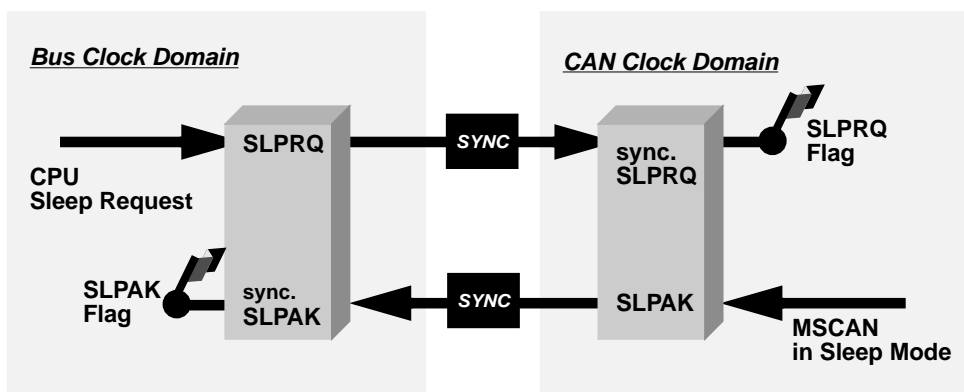 Bus Clock Domain
CAN Clock Domain
SLPRQ
SYNC
sync.
SLPRQ
SLPRQ
Flag
CPU
Sleep Request
SLPAK
Flag
sync.
SLPAK
SYNC
SLPAK
MSCAN
in Sleep Mode